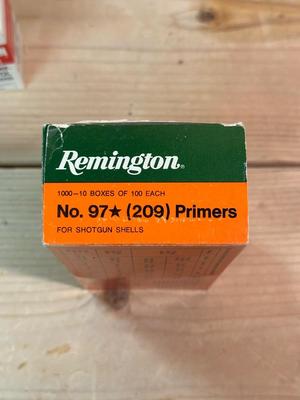 Remington®
1000-10 BOXES OF 100 EACH
No. 97★ (209) Primers
FOR SHOTGUN SHELLS